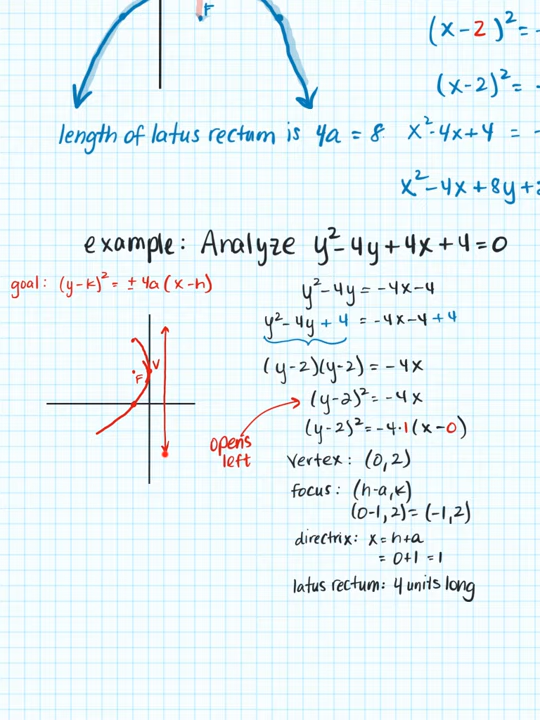 F
(x-2)²=-
(x-2)²=-
length of latus rectum is 4a = 8
x²-4x+4 = -
x²-4x+8y+
example: Analyze y²-4y+4x+4=0
goal: (y-k)²= ±4a(x-h)
y²-4y = -4x-4
y²-4y+4 = -4x-4+4
(y-2)(y-2) = -4x
(y-2)² = -4x
(y-2)² = -4·1(x-0)
V
F
opens
left
vertex: (0,2)
focus: (h-a,k)
(0-1,2) = (-1,2)
directrix: x=h+a
= 0+1 = 1
latus rectum: 4 units long